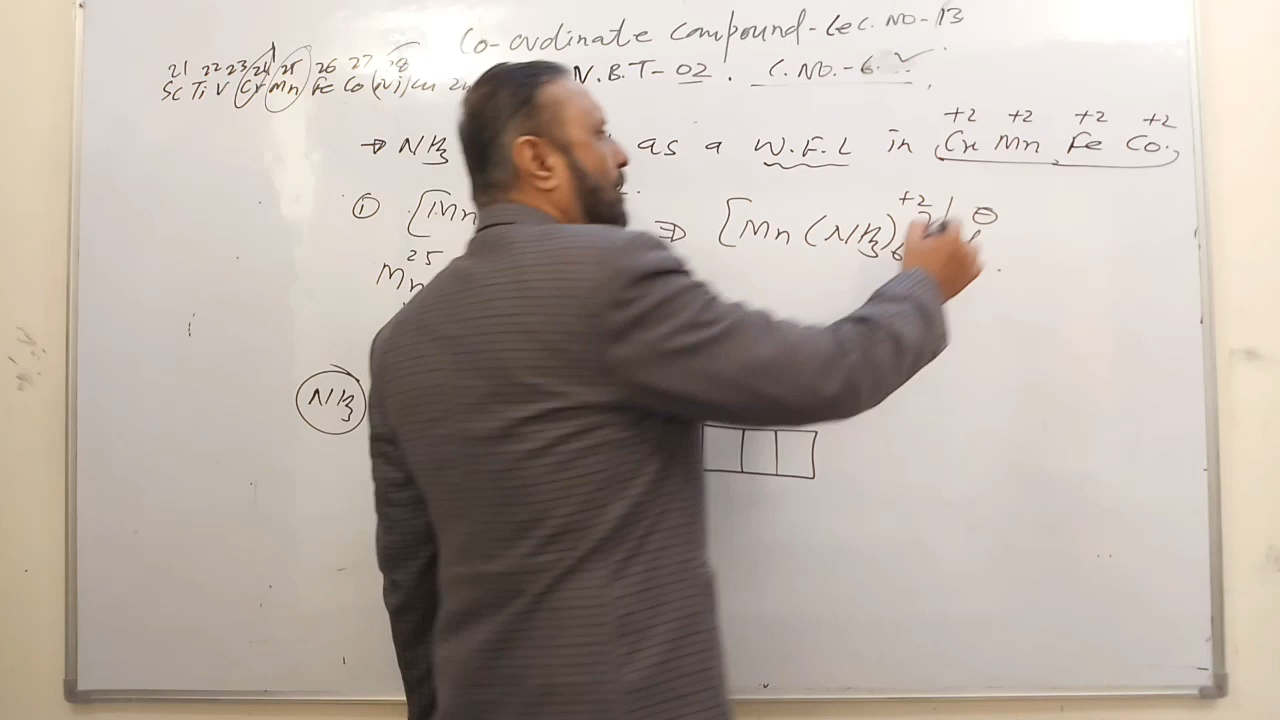 Co-ordinate compound - Lec. NO-13
21 22 23 24 25 26 27 28
Sc Ti V Cr Mn Fe Co (Ni) Cu Zn
V.B.T-02. C.NO.-6.
+2 +2 +2 +2
→ NH3 as a W.F.L in Cr Mn Fe Co.
① [Mn ⇒ [Mn (NH3)6 +2
25
Mn
NH3